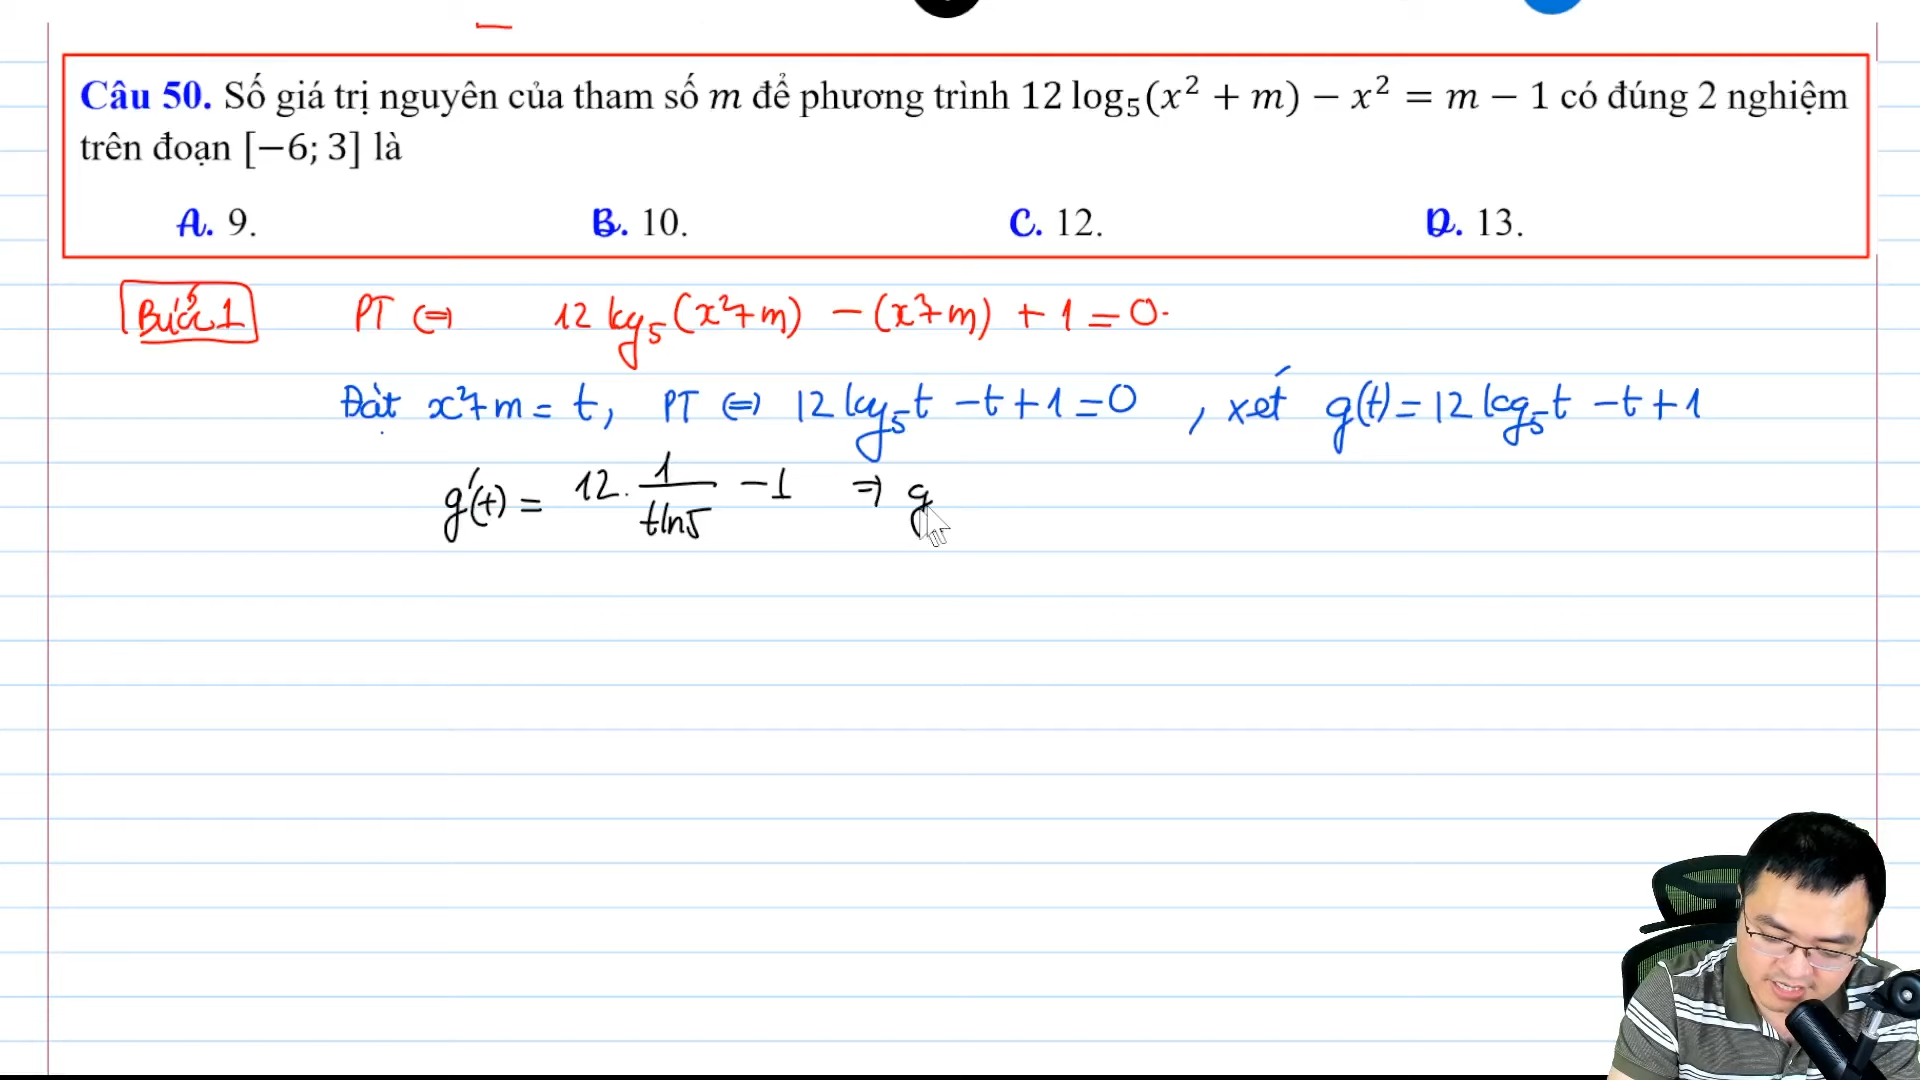 Câu 50. Số giá trị nguyên của tham số m để phương trình 12 log₅(x² + m) − x² = m − 1 có đúng 2 nghiệm
trên đoạn [−6; 3] là
A. 9. B. 10. C. 12. D. 13.
Bước 1 PT ⇔ 12 log₅(x²+m) − (x²+m) + 1 = 0.
Đặt x²+m = t, PT ⇔ 12 log₅t − t + 1 = 0 , xét g(t) = 12 log₅t − t + 1
g'(t) = 12. 1/(t ln5) − 1 ⇒ g